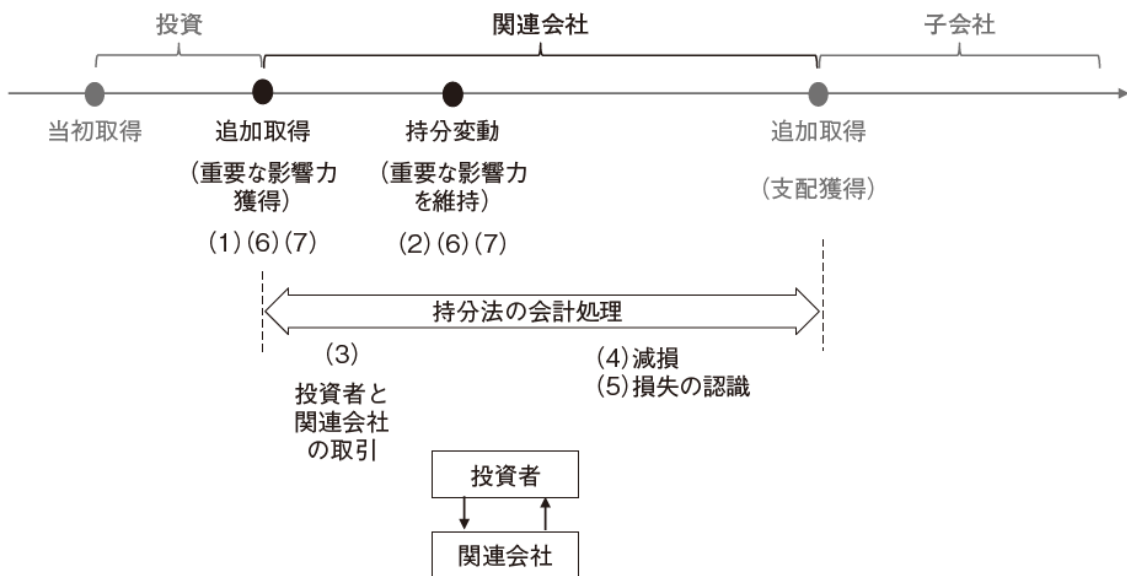 投資
関連会社
子会社
当初取得
追加取得
(重要な影響力
獲得)
(1)(6)(7)
持分変動
(重要な影響力
を維持)
(2)(6)(7)
追加取得
(支配獲得)
持分法の会計処理
(3)
投資者と
関連会社
の取引
(4)減損
(5)損失の認識
投資者
関連会社